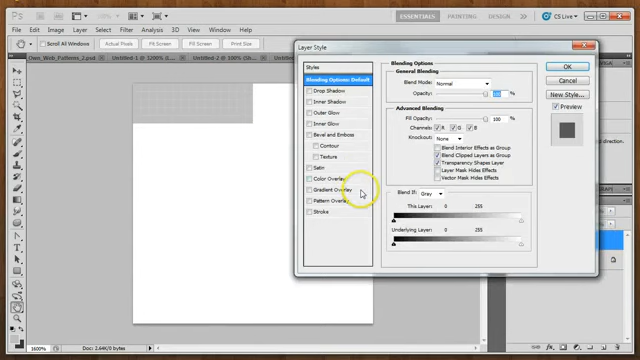 Ps
ESSENTIALS PAINTING DESIGN >> CS Live
File Edit Image Layer Select Filter Analysis 3D View Window Help
Scroll All Windows Actual Pixels Fit Screen Fill Screen Print Size
Own_Web_Patterns_2.psd Untitled-1 @ 1200% Untitled-2 @
Layer Style
Styles
Blending Options: Default
Drop Shadow
Inner Shadow
Outer Glow
Inner Glow
Bevel and Emboss
Contour
Texture
Satin
Color Overlay
Gradient Overlay
Pattern Overlay
Stroke
Blending Options
General Blending
Blend Mode: Normal
Opacity: 100 %
Advanced Blending
Fill Opacity: 100 %
Channels: R G B
Knockout: None
Blend Interior Effects as Group
Blend Clipped Layers as Group
Transparency Shapes Layer
Layer Mask Hides Effects
Vector Mask Hides Effects
Blend If: Gray
This Layer: 0 255
Underlying Layer: 0 255
OK
Cancel
New Style...
Preview
1600% Doc: 2.64M/0 bytes